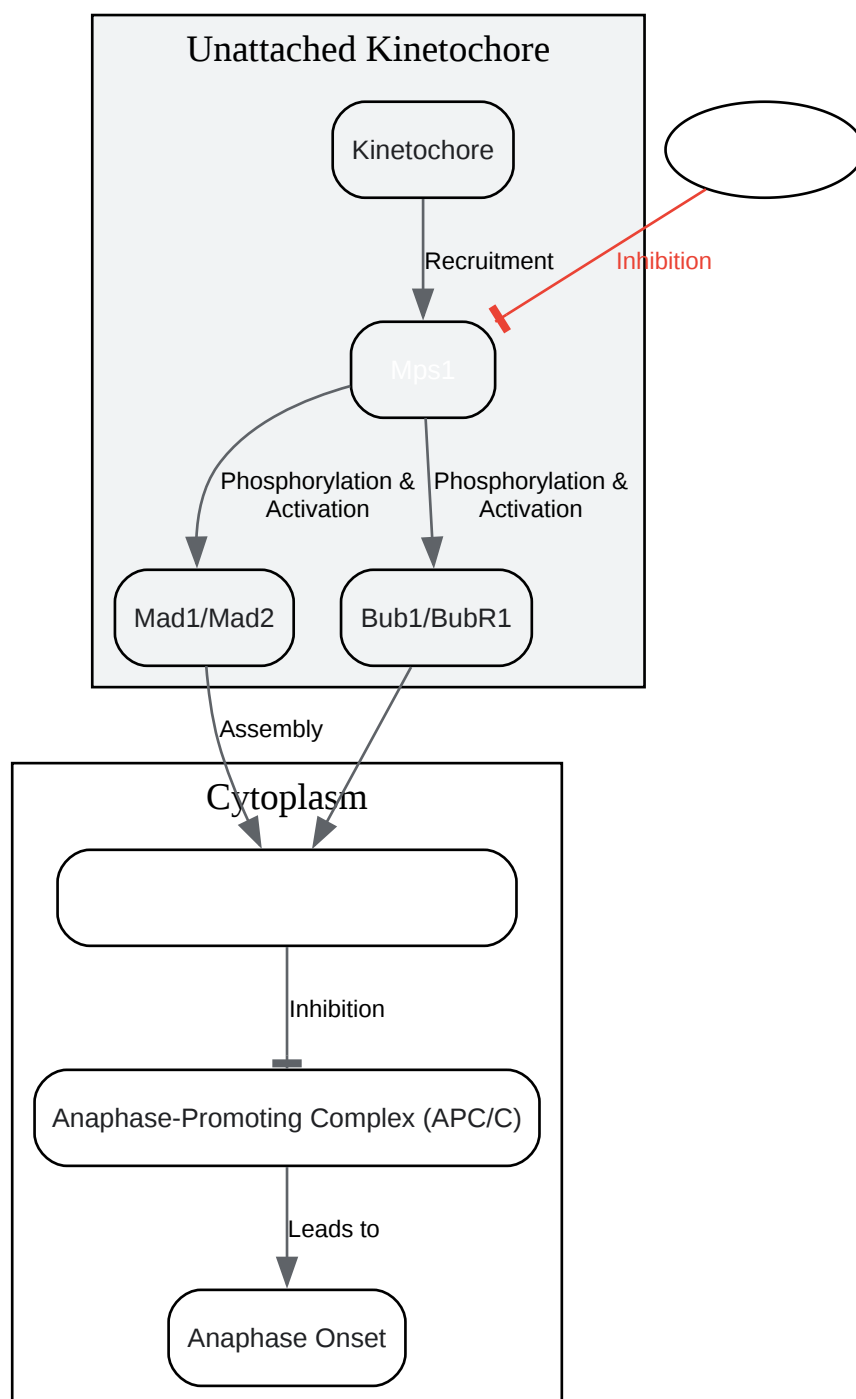 Unattached Kinetochore
Kinetochore
Recruitment
Inhibition
Mps1
Phosphorylation &
Activation
Phosphorylation &
Activation
Mad1/Mad2
Bub1/BubR1
Assembly
Cytoplasm
Inhibition
Anaphase-Promoting Complex (APC/C)
Leads to
Anaphase Onset